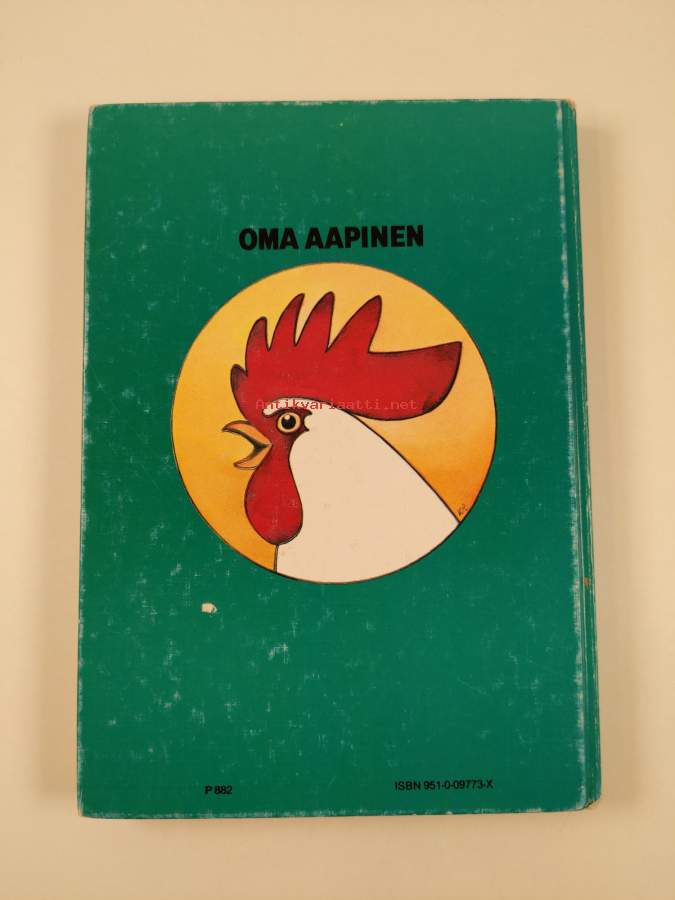 OMA AAPINEN
Antikvariaatti.net
P 882
ISBN 951-0-09773-X